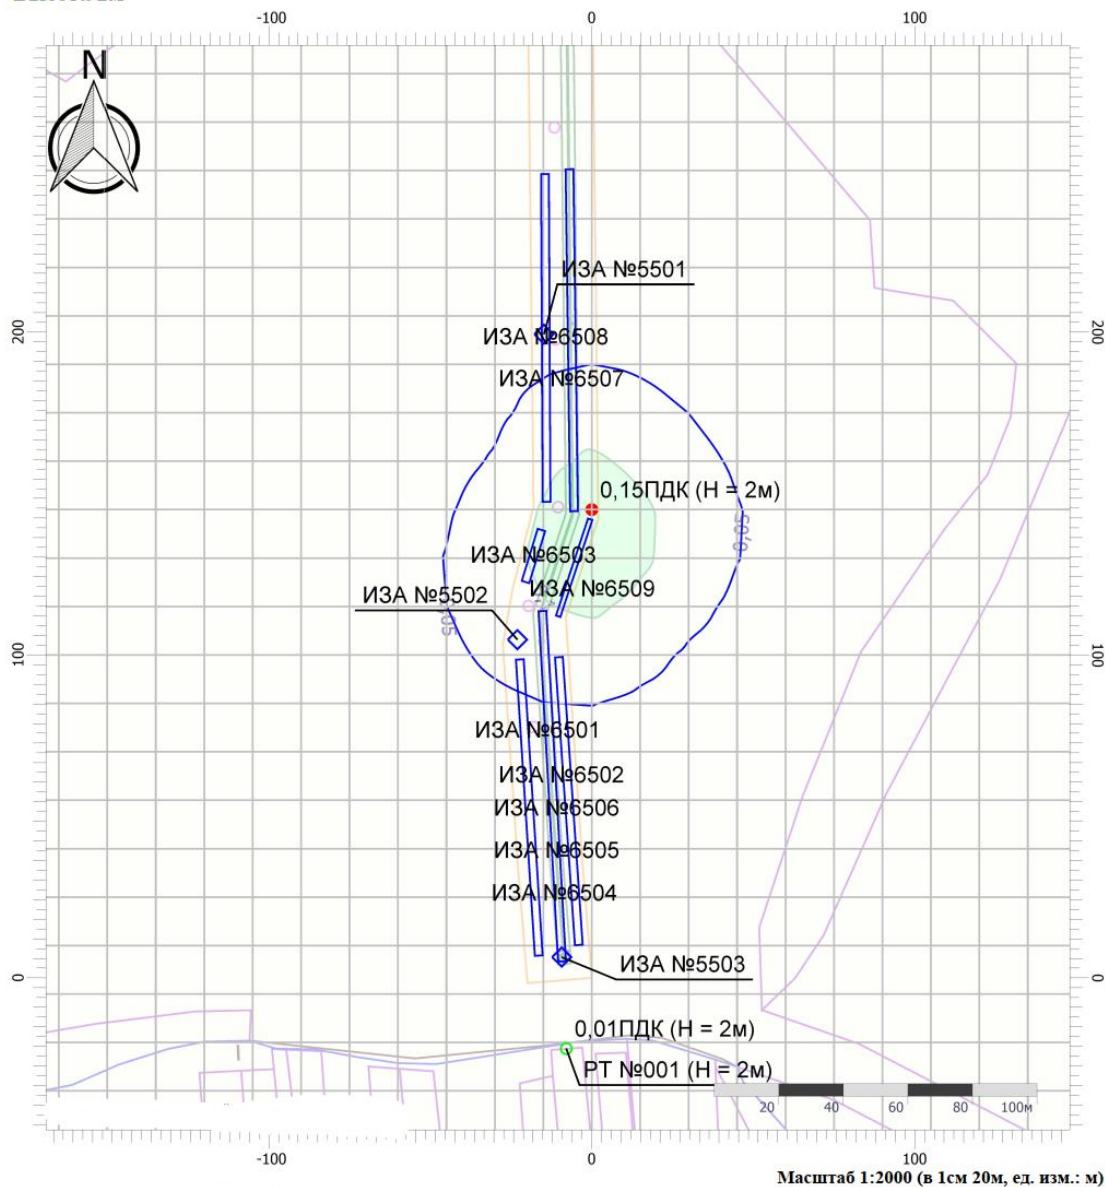 -100 0 100
N
ИЗА №5501
200 200
ИЗА №6508
ИЗА №6507
0,15ПДК (Н = 2м)
0,05
ИЗА №6503
ИЗА №6509
ИЗА №5502
0,05
100 100
ИЗА №6501
ИЗА №6502
ИЗА №6506
ИЗА №6505
ИЗА №6504
ИЗА №5503
0 0
0,01ПДК (Н = 2м)
РТ №001 (Н = 2м)
20 40 60 80 100м
-100 0 100
Масштаб 1:2000 (в 1см 20м, ед. изм.: м)